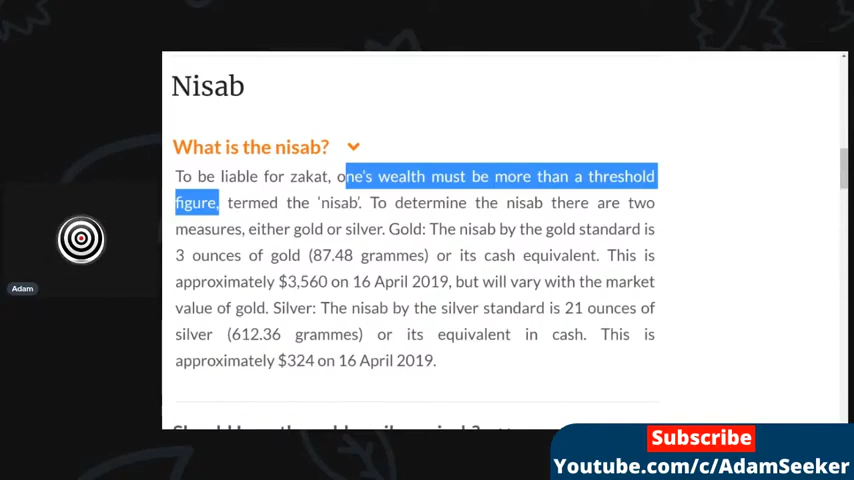 Nisab
What is the nisab?
To be liable for zakat, one's wealth must be more than a threshold
figure, termed the 'nisab'. To determine the nisab there are two
measures, either gold or silver. Gold: The nisab by the gold standard is
3 ounces of gold (87.48 grammes) or its cash equivalent. This is
approximately $3,560 on 16 April 2019, but will vary with the market
value of gold. Silver: The nisab by the silver standard is 21 ounces of
silver (612.36 grammes) or its equivalent in cash. This is
approximately $324 on 16 April 2019.
Adam
Subscribe
Youtube.com/c/AdamSeeker